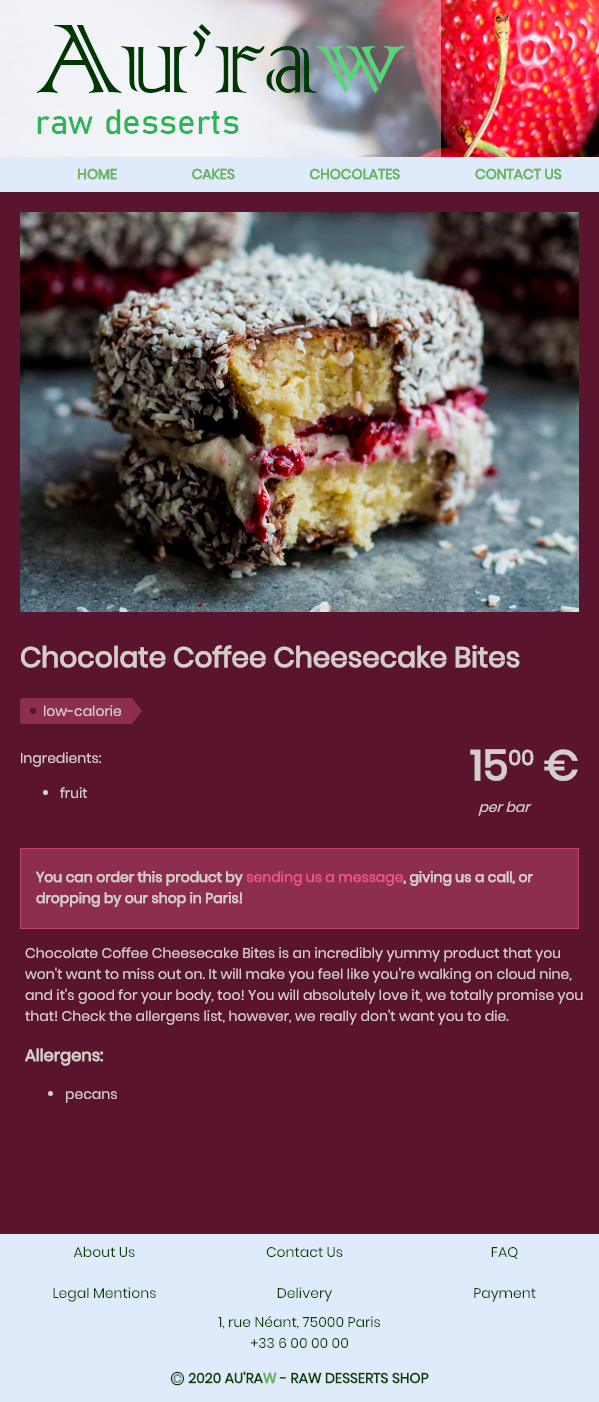 Au'raw
raw desserts
HOME CAKES CHOCOLATES CONTACT US
Chocolate Coffee Cheesecake Bites
low-calorie
Ingredients:
• fruit
15⁰⁰ €
per bar
You can order this product by sending us a message, giving us a call, or
dropping by our shop in Paris!
Chocolate Coffee Cheesecake Bites is an incredibly yummy product that you
won't want to miss out on. It will make you feel like you're walking on cloud nine,
and it's good for your body, too! You will absolutely love it, we totally promise you
that! Check the allergens list, however, we really don't want you to die.
Allergens:
• pecans
About Us Contact Us FAQ
Legal Mentions Delivery Payment
1, rue Néant, 75000 Paris
+33 6 00 00 00
© 2020 AU'RAW - RAW DESSERTS SHOP